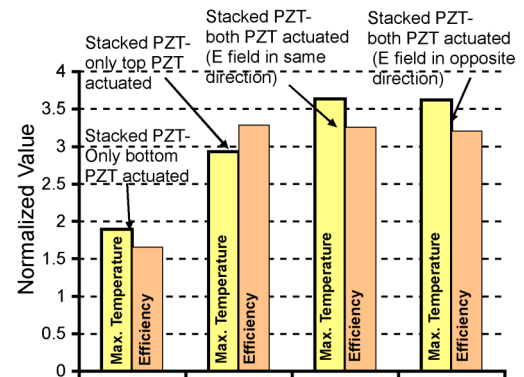 Stacked PZT-
only top PZT
actuated
Stacked PZT-
both PZT actuated
(E field in same
direction)
Stacked PZT-
both PZT actuated
(E field in opposite
direction)
Stacked PZT-
Only bottom
PZT actuated
Normalized Value
4
3.5
3
2.5
2
1.5
1
0.5
0
Max. Temperature
Efficiency
Max. Temperature
Efficiency
Max. Temperature
Efficiency
Max. Temperature
Efficiency